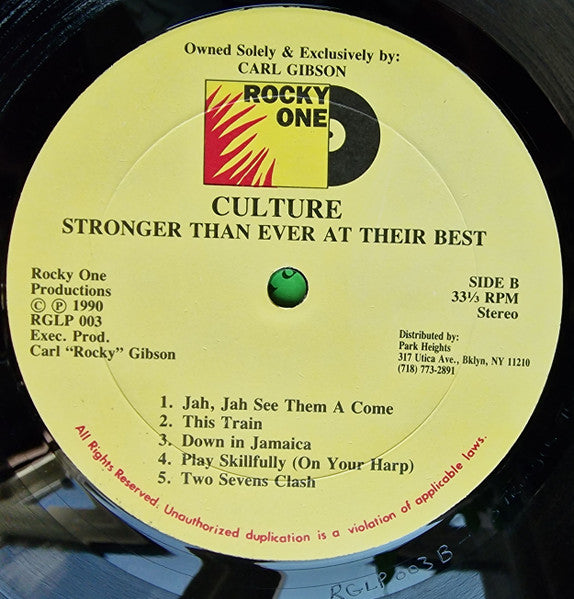 Owned Solely & Exclusively by:
CARL GIBSON
ROCKY
ONE
CULTURE
STRONGER THAN EVER AT THEIR BEST
Rocky One
Productions
© ℗ 1990
RGLP 003
Exec. Prod.
Carl "Rocky" Gibson
SIDE B
33⅓ RPM
Stereo
Distributed by:
Park Heights
317 Utica Ave., Bklyn, NY 11210
(718) 773-2891
1. Jah, Jah See Them A Come
2. This Train
3. Down in Jamaica
4. Play Skillfully (On Your Harp)
5. Two Sevens Clash
All Rights Reserved. Unauthorized duplication is a violation of applicable laws.
RGLP 003 B